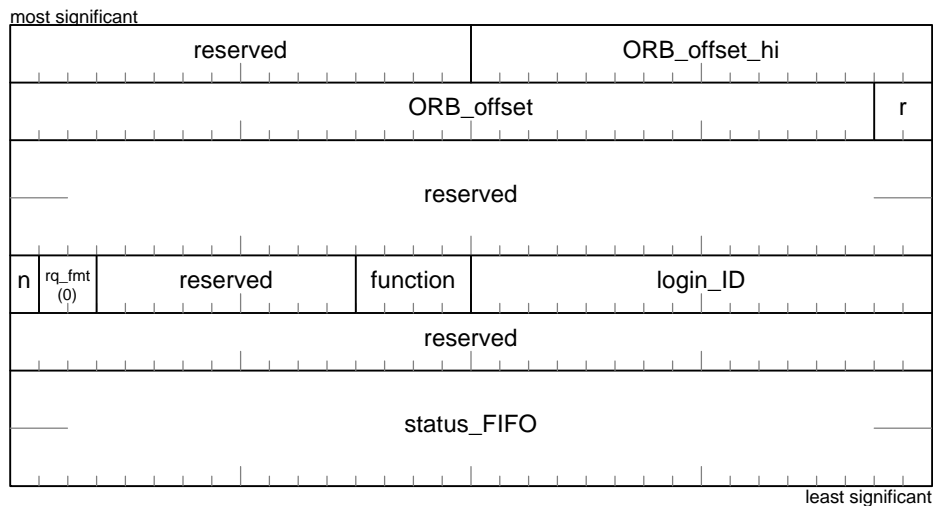 most significant
reserved ORB_offset_hi
ORB_offset r
reserved
n rq_fmt reserved function login_ID
(0)
reserved
status_FIFO
least significant